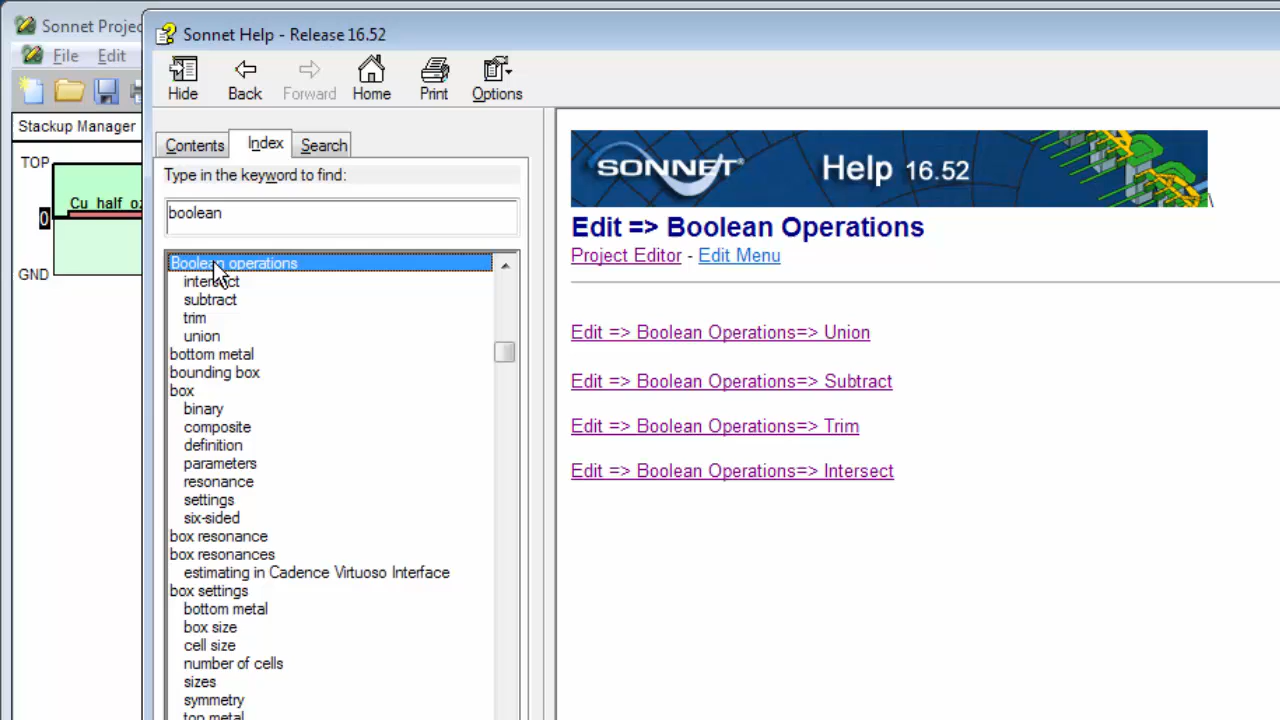 Sonnet Projec
File Edit
Stackup Manager
TOP
Cu_half_oz
0
GND
Sonnet Help - Release 16.52
Hide Back Forward Home Print Options
Contents Index Search
Type in the keyword to find:
boolean
Boolean operations
intersect
subtract
trim
union
bottom metal
bounding box
box
binary
composite
definition
parameters
resonance
settings
six-sided
box resonance
box resonances
estimating in Cadence Virtuoso Interface
box settings
bottom metal
box size
cell size
number of cells
sizes
symmetry
top metal
SONNET® Help 16.52
Edit => Boolean Operations
Project Editor - Edit Menu
Edit => Boolean Operations=> Union
Edit => Boolean Operations=> Subtract
Edit => Boolean Operations=> Trim
Edit => Boolean Operations=> Intersect